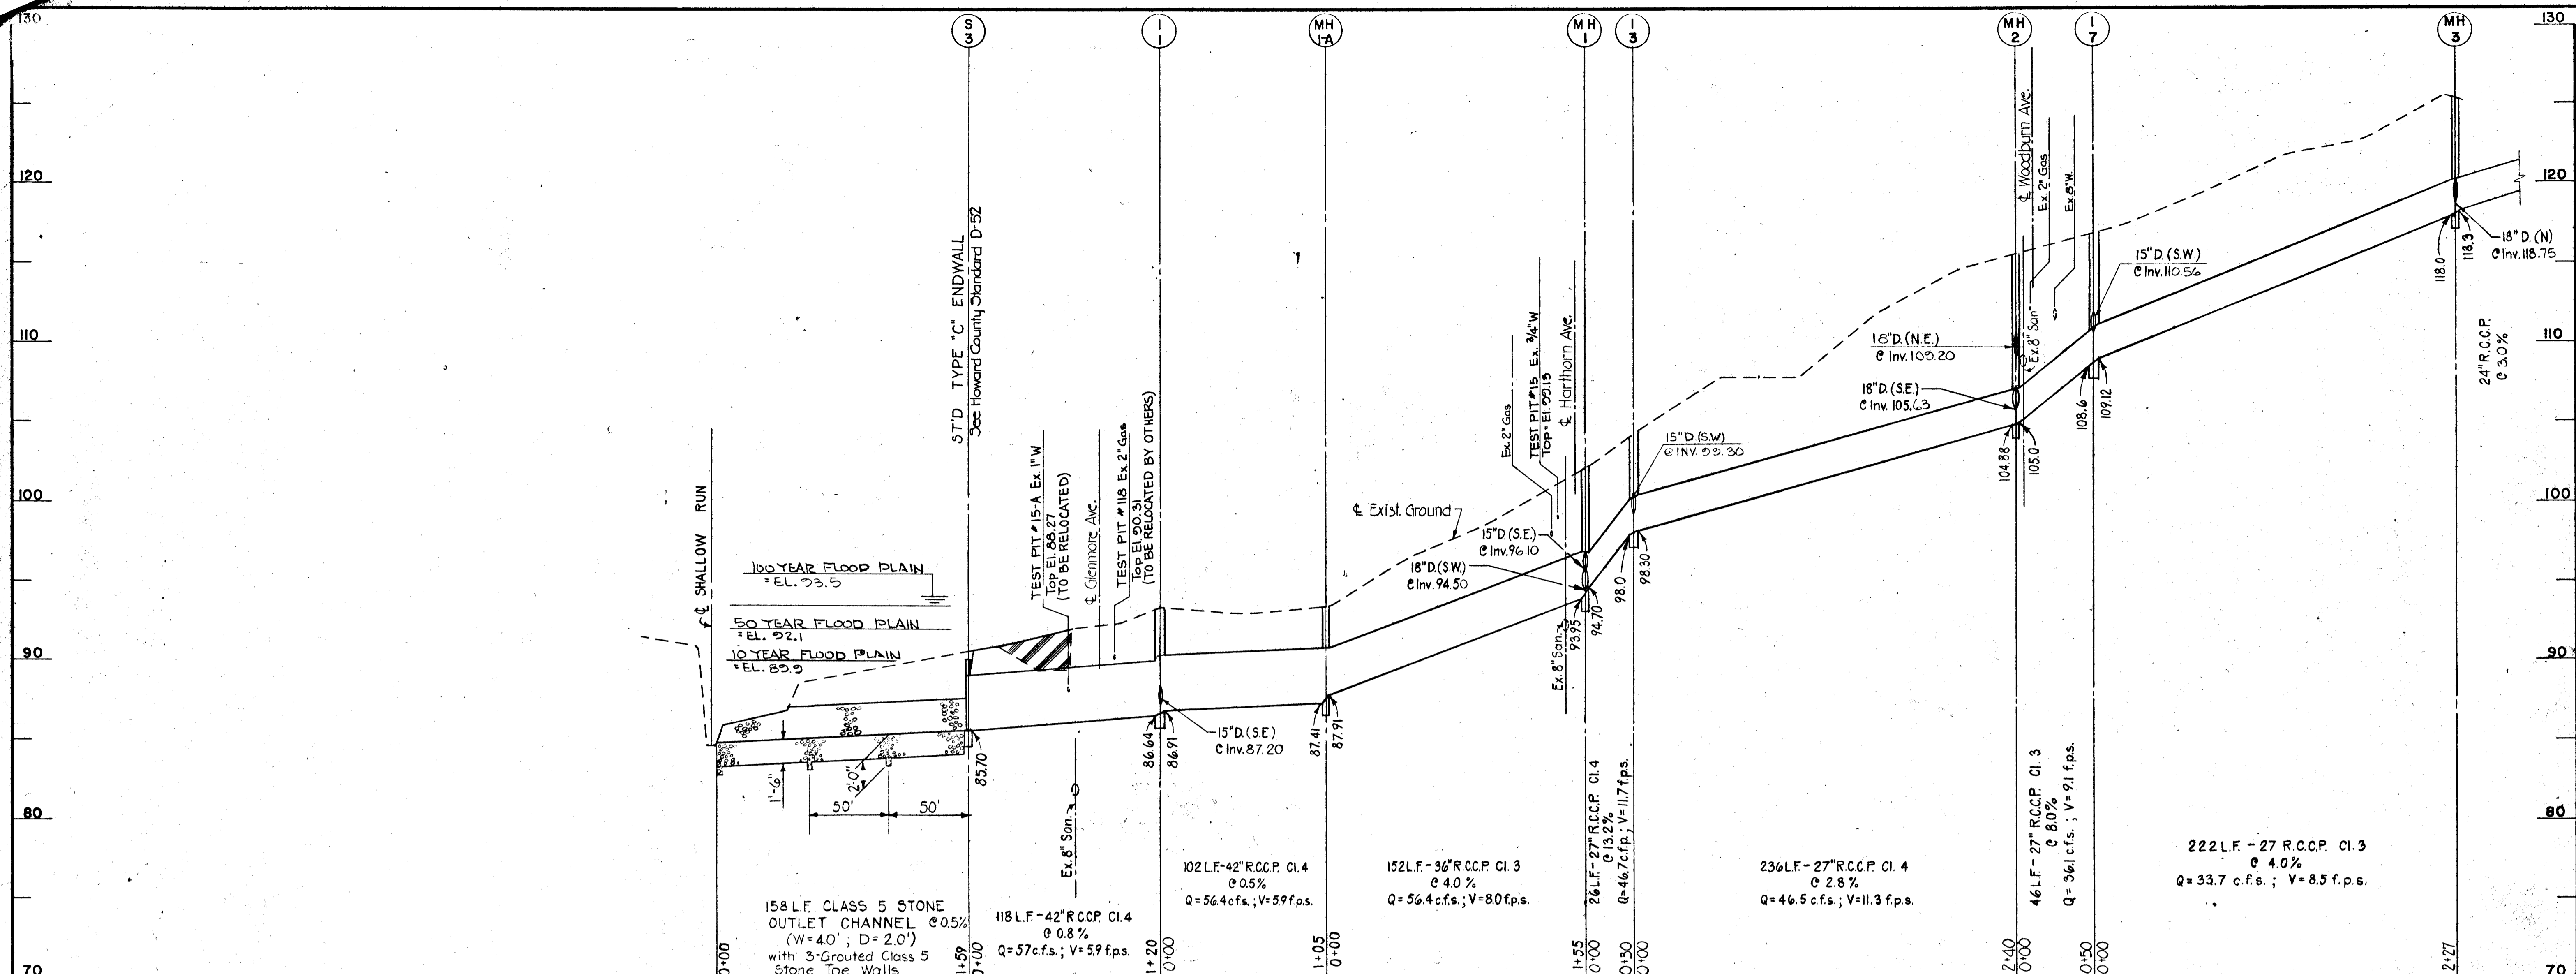 130
S
3
I
1
MH
1-A
MH
1
I
3
MH
2
I
7
MH
3
130
120
120
110
110
100
100
90
90
80
80
70
70
℄ SHALLOW RUN
100 YEAR FLOOD PLAIN
= EL. 93.5
50 YEAR FLOOD PLAIN
= EL. 92.1
10 YEAR FLOOD PLAIN
= EL. 89.9
ST'D TYPE "C" ENDWALL
See Howard County Standard D-52
TEST PIT #15-A Ex. 1" W
Top El. 88.27
(TO BE RELOCATED)
℄ Glenmore Ave.
TEST PIT #118 Ex. 2" Gas
Top El. 90.31
(TO BE RELOCATED BY OTHERS)
1'-6"
2'-0"
50'
50'
85.70
Ex. 8" San.
86.64
86.91
15" D. (S.E.)
@ Inv. 87.20
87.41
87.91
℄ Exist. Ground
Ex. 2" Gas
TEST PIT #15 Ex. 3/4" W
Top = El. 99.13
℄ Harthorn Ave.
15" D. (S.E.)
@ Inv. 96.10
18" D. (S.W.)
@ Inv. 94.50
Ex. 8" San.
93.95
94.70
98.0
98.30
15" D. (S.W.)
@ INV. 99.30
18" D. (N.E.)
@ Inv. 109.20
18" D. (S.E.)
@ Inv. 105.63
104.88
105.0
Ex. 8" San
℄ Woodburn Ave.
Ex. 2" Gas
Ex. 8" W.
15" D. (S.W.)
@ Inv. 110.56
108.6
109.12
118.0
118.3
18" D. (N)
@ Inv. 118.75
24" R.C.C.P.
@ 3.0%
158 L.F. CLASS 5 STONE
OUTLET CHANNEL @ 0.5%
(W = 4.0' ; D = 2.0')
with 3-Grouted Class 5
Stone Toe Walls
118 L.F. - 42" R.C.C.P. Cl. 4
@ 0.8%
Q = 57 c.f.s. ; V = 5.9 f.p.s.
102 L.F. - 42" R.C.C.P. Cl. 4
@ 0.5%
Q = 56.4 c.f.s. ; V = 5.9 f.p.s.
152 L.F. - 36" R.C.C.P. Cl. 3
@ 4.0%
Q = 56.4 c.f.s. ; V = 8.0 f.p.s.
26 L.F. - 27" R.C.C.P. Cl. 4
@ 13.2%
Q = 46.7 c.f.p. ; V = 11.7 f.p.s.
236 L.F. - 27" R.C.C.P. Cl. 4
@ 2.8%
Q = 46.5 c.f.s. ; V = 11.3 f.p.s.
46 L.F. - 27" R.C.C.P. Cl. 3
@ 8.0%
Q = 36.1 c.f.s. ; V = 9.1 f.p.s.
222 L.F. - 27 R.C.C.P. Cl. 3
@ 4.0%
Q = 33.7 c.f.s. ; V = 8.5 f.p.s.
0+00
1+59
0+00
1+20
0+00
1+05
0+00
1+55
0+00
0+30
0+00
2+40
0+00
0+50
0+00
2+27